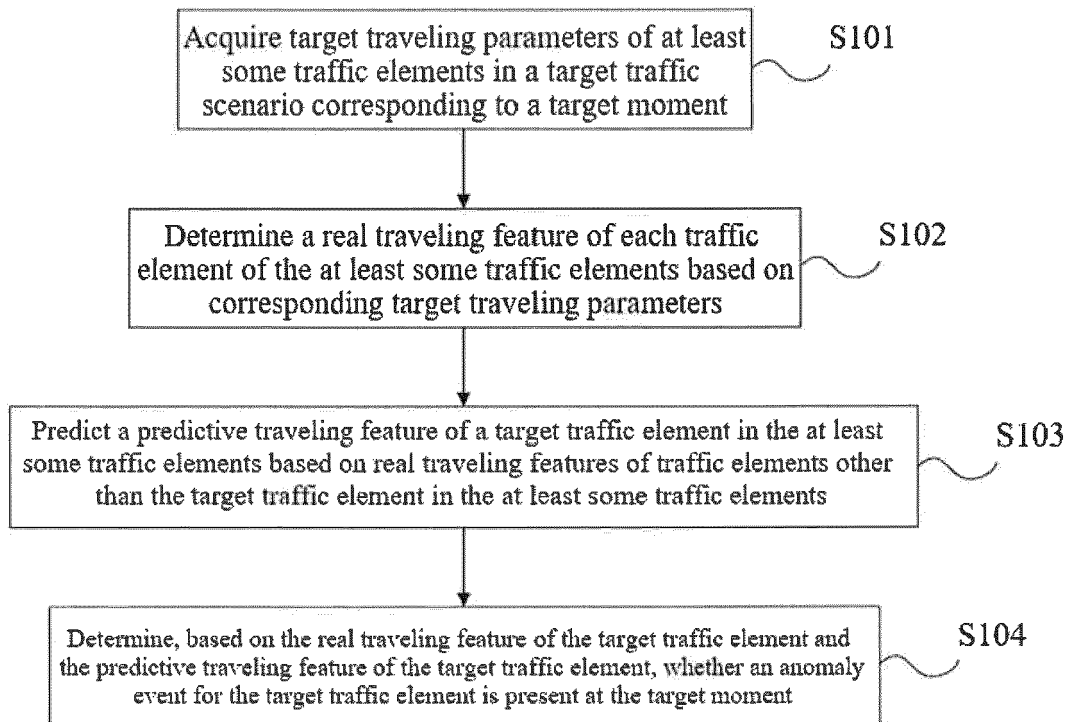 Acquire target traveling parameters of at least
some traffic elements in a target traffic
scenario corresponding to a target moment
S101
Determine a real traveling feature of each traffic
element of the at least some traffic elements based on
corresponding target traveling parameters
S102
Predict a predictive traveling feature of a target traffic element in the at least
some traffic elements based on real traveling features of traffic elements other
than the target traffic element in the at least some traffic elements
S103
Determine, based on the real traveling feature of the target traffic element and
the predictive traveling feature of the target traffic element, whether an anomaly
event for the target traffic element is present at the target moment
S104